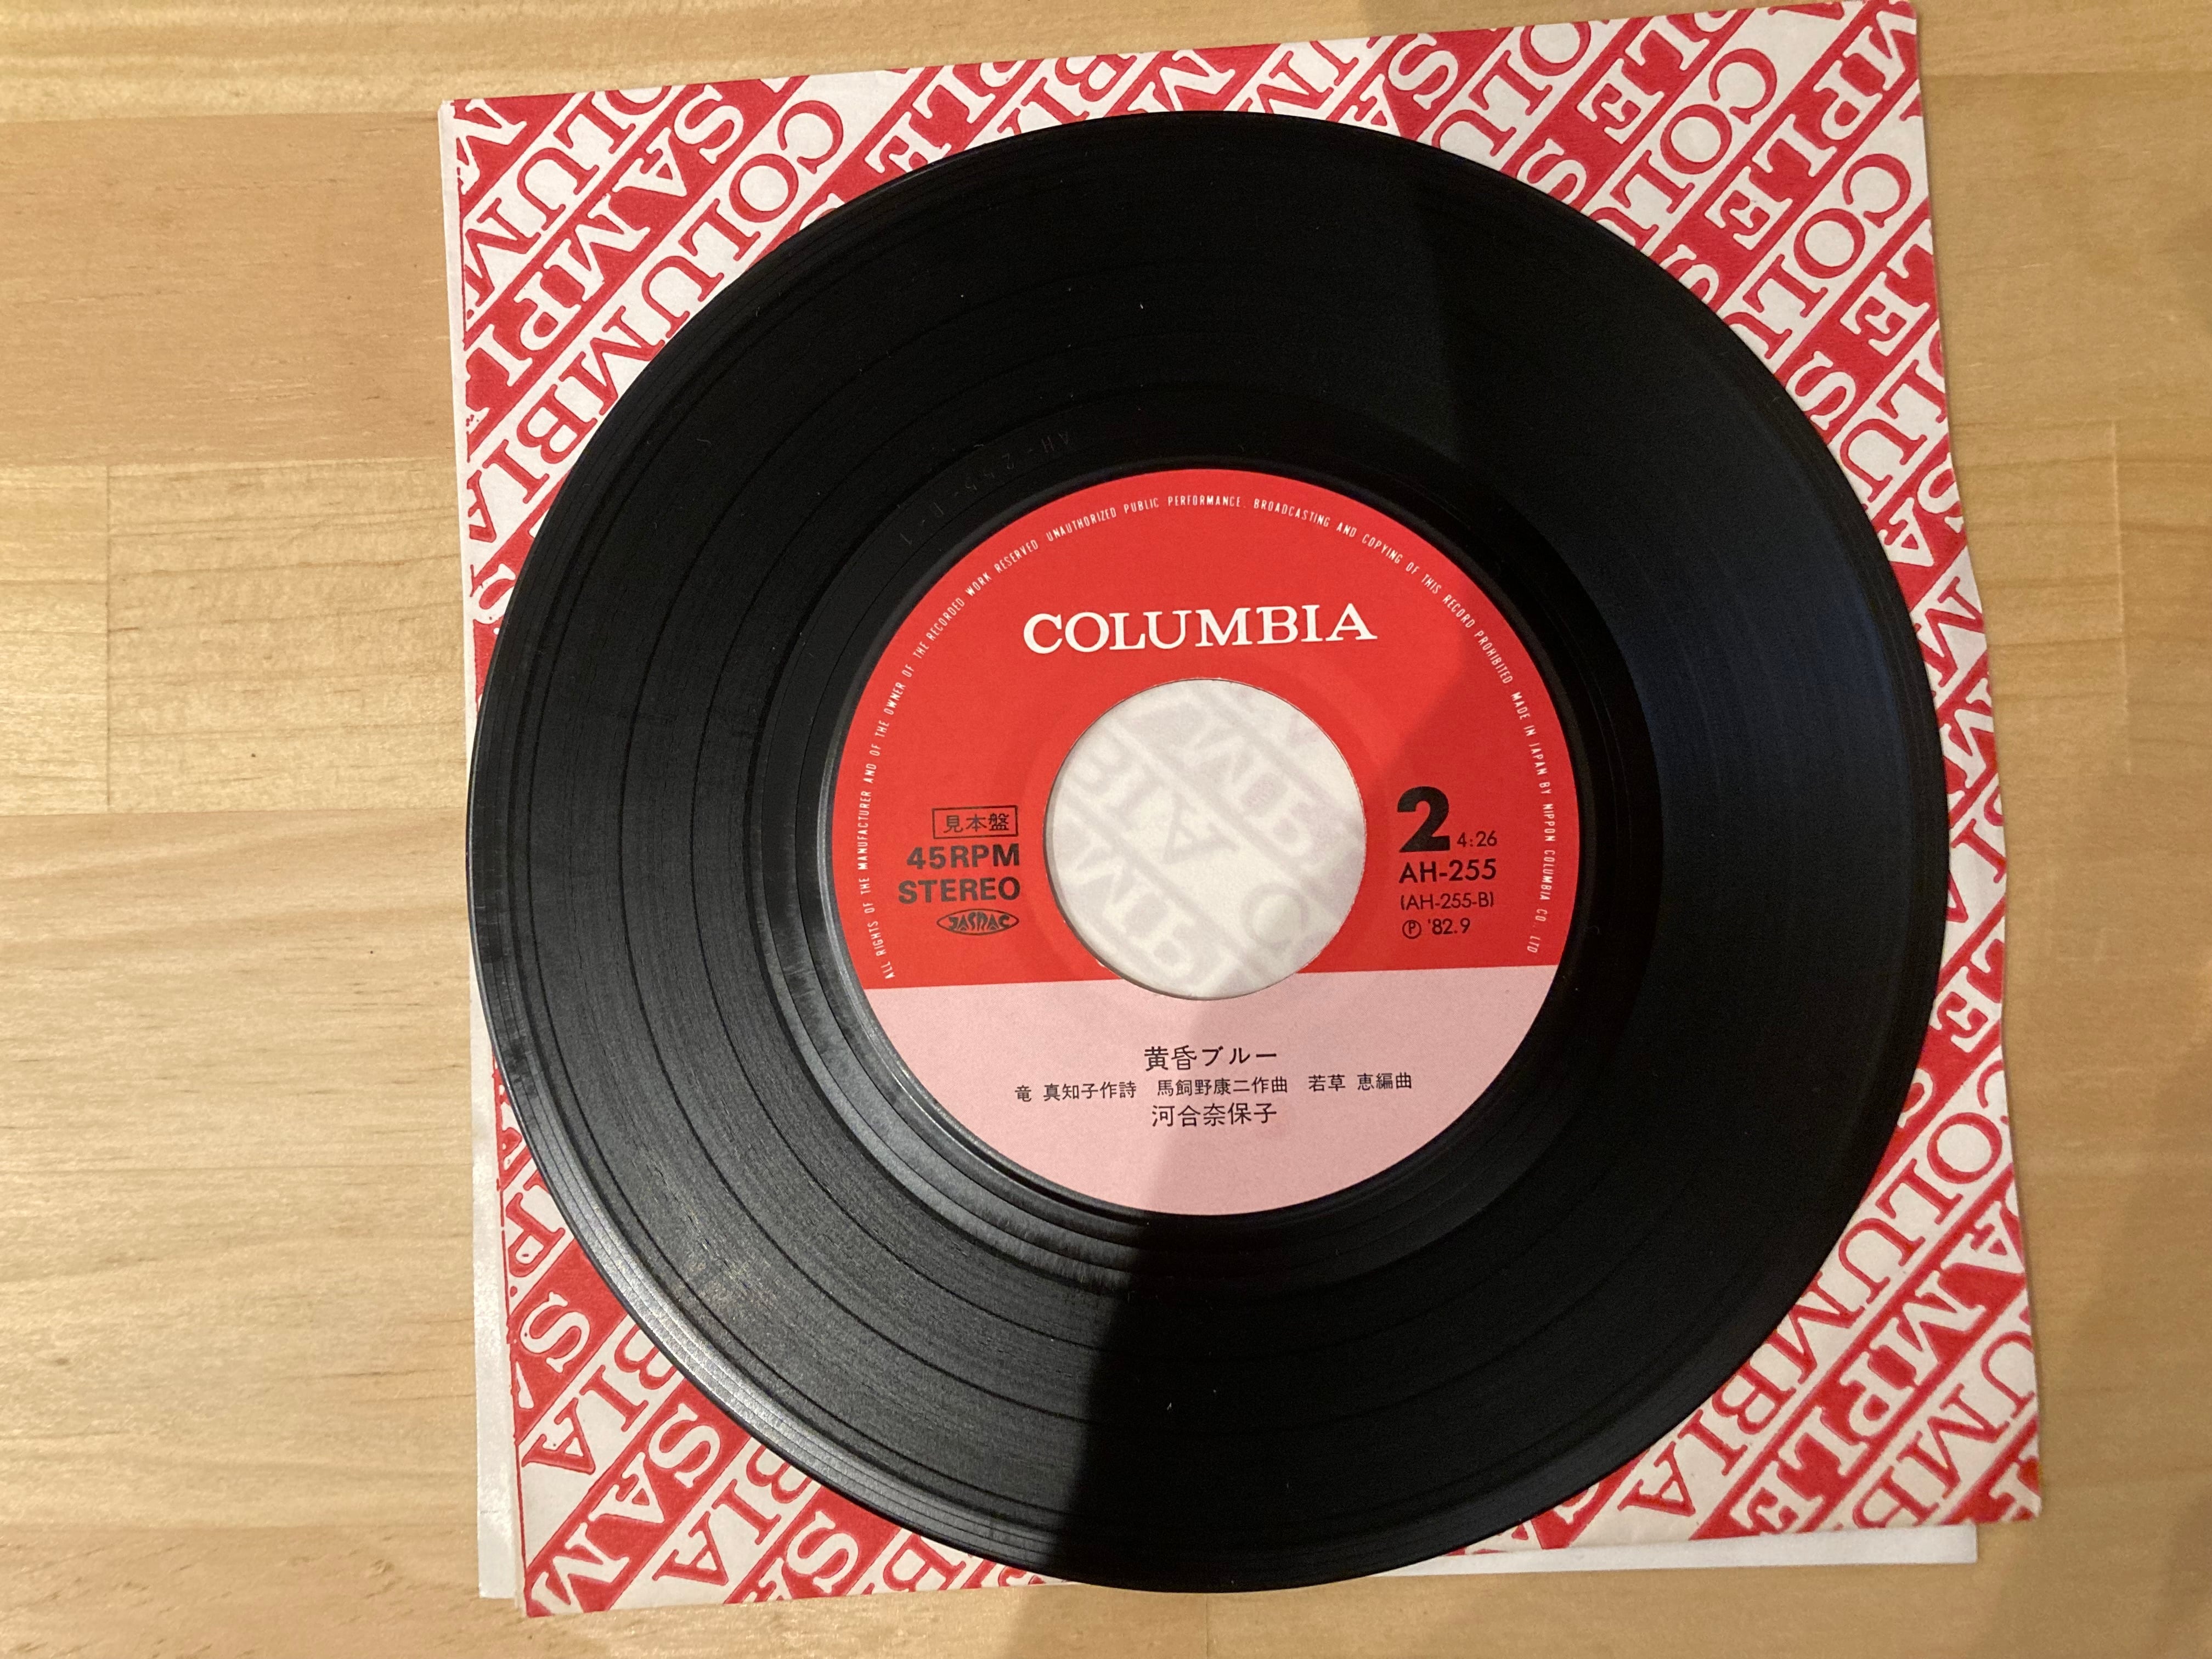 ALL RIGHTS OF THE MANUFACTURER AND OF THE OWNER OF THE RECORDED WORK RESERVED UNAUTHORIZED PUBLIC PERFORMANCE. BROADCASTING AND COPYING OF THIS RECORD PROHIBITED MADE IN JAPAN BY NIPPON COLUMBIA CO. LTD
COLUMBIA
見本盤
45RPM
STEREO
JASRAC
2 4:26
AH-255
(AH-255-B)
Ⓟ '82.9
黄昏ブルー
竜 真知子作詩 馬飼野康二作曲 若草 恵編曲
河合奈保子
COLUMBIA
SAMPLE